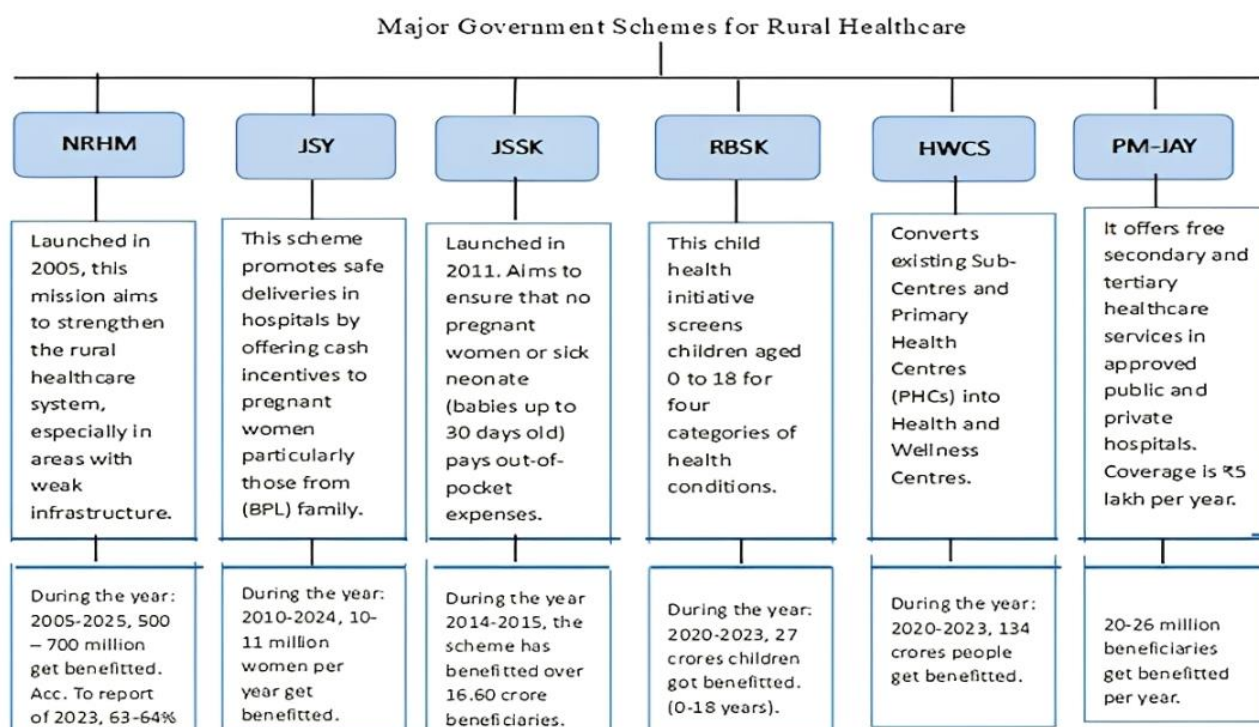 Major Government Schemes for Rural Healthcare
NRHM
JSY
JSSK
RBSK
HWCS
PM-JAY
Launched in
2005, this
mission aims
to strengthen
the rural
healthcare
system,
especially in
areas with
weak
infrastructure.
This scheme
promotes safe
deliveries in
hospitals by
offering cash
incentives to
pregnant
women
particularly
those from
(BPL) family.
Launched in
2011. Aims to
ensure that no
pregnant
women or sick
neonate
(babies up to
30 days old)
pays out-of-
pocket
expenses.
This child
health
initiative
screens
children aged
0 to 18 for
four
categories of
health
conditions.
Converts
existing Sub-
Centres and
Primary
Health
Centres
(PHCs) into
Health and
Wellness
Centres.
It offers free
secondary and
tertiary
healthcare
services in
approved
public and
private
hospitals.
Coverage is ₹5
lakh per year.
During the year:
2005-2025, 500
– 700 million
get benefitted.
Acc. To report
of 2023, 63-64%
During the year:
2010-2024, 10-
11 million
women per
year get
benefitted.
During the year
2014-2015, the
scheme has
benefitted over
16.60 crore
beneficiaries.
During the year:
2020-2023, 27
crores children
got benefitted.
(0-18 years).
During the year:
2020-2023, 134
crores people
get benefitted.
20-26 million
beneficiaries
get benefitted
per year.